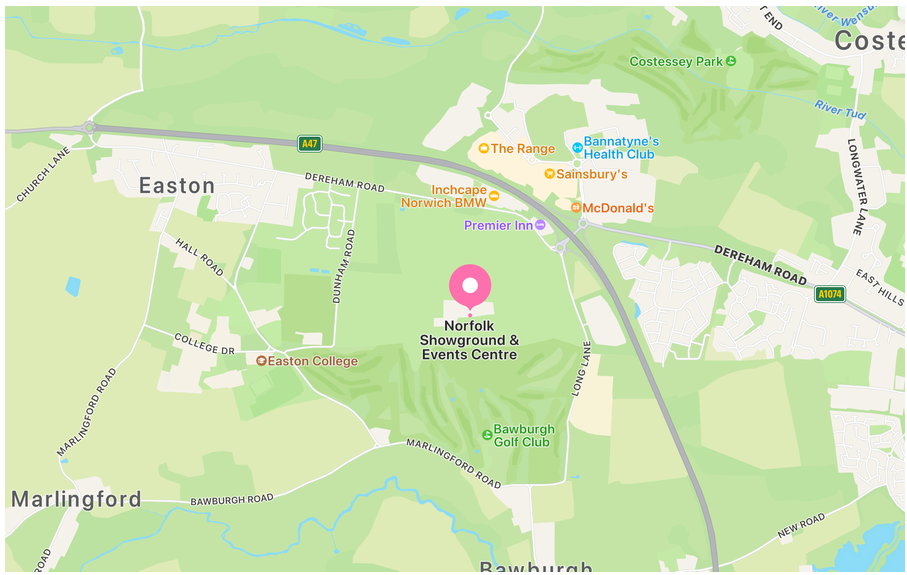 River Wensu
T END
Coste
Costessey Park
River Tud
A47
The Range
Bannatyne's
Health Club
Sainsbury's
LONGWATER LANE
CHURCH LANE
Easton
DEREHAM ROAD
Inchcape
Norwich BMW
McDonald's
Premier Inn
HALL ROAD
DUNHAM ROAD
DEREHAM ROAD
A1074
EAST HILLS
Norfolk
Showground &
Events Centre
COLLEGE DR
Easton College
LONG LANE
MARLINGFORD ROAD
Bawburgh
Golf Club
MARLINGFORD ROAD
Marlingford
BAWBURGH ROAD
NEW ROAD
ROAD
Bawburgh